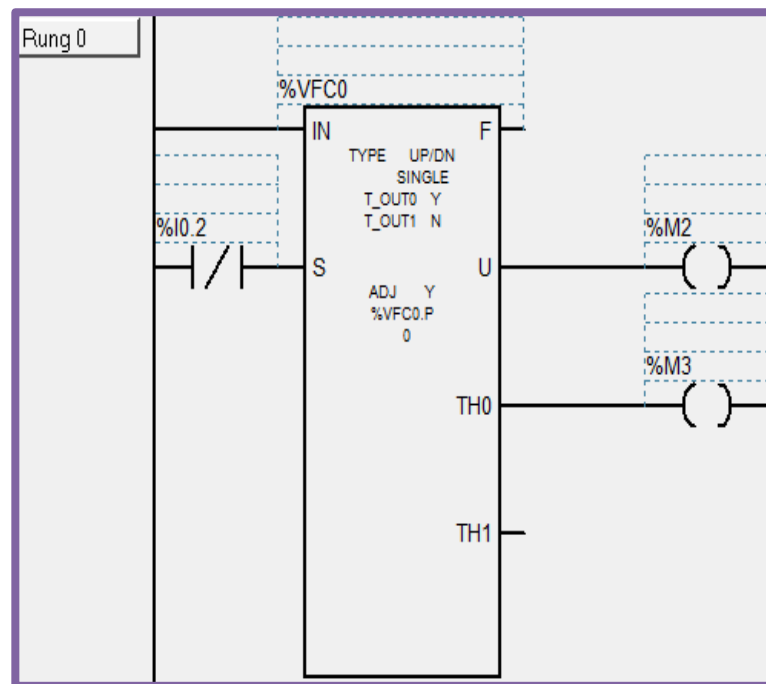 Rung 0
%VFC0
IN F
TYPE UP/DN
SINGLE
T_OUT0 Y
T_OUT1 N
%I0.2
%M2
S U
ADJ Y
%VFC0.P
0
%M3
TH0
TH1